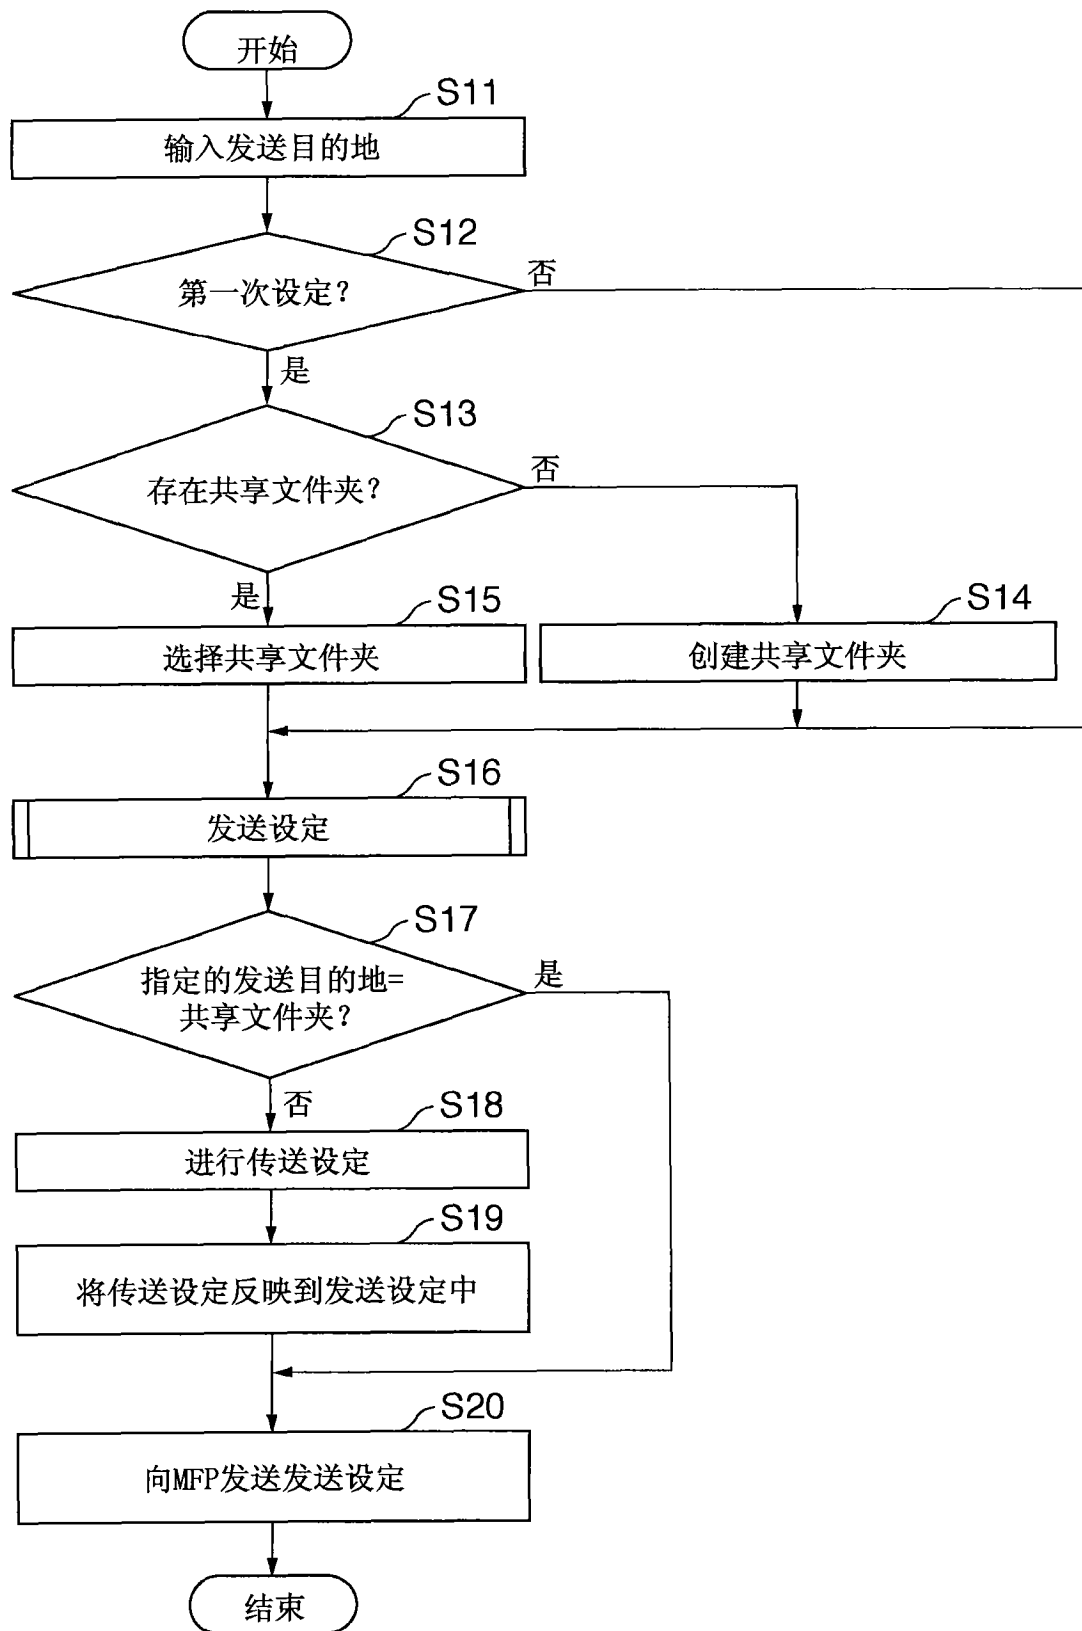 开始
S11
输入发送目的地
S12
第一次设定?
否
是
S13
存在共享文件夹?
否
是
S15
选择共享文件夹
S14
创建共享文件夹
S16
发送设定
S17
指定的发送目的地=
共享文件夹?
是
否
S18
进行传送设定
S19
将传送设定反映到发送设定中
S20
向MFP发送发送设定
结束